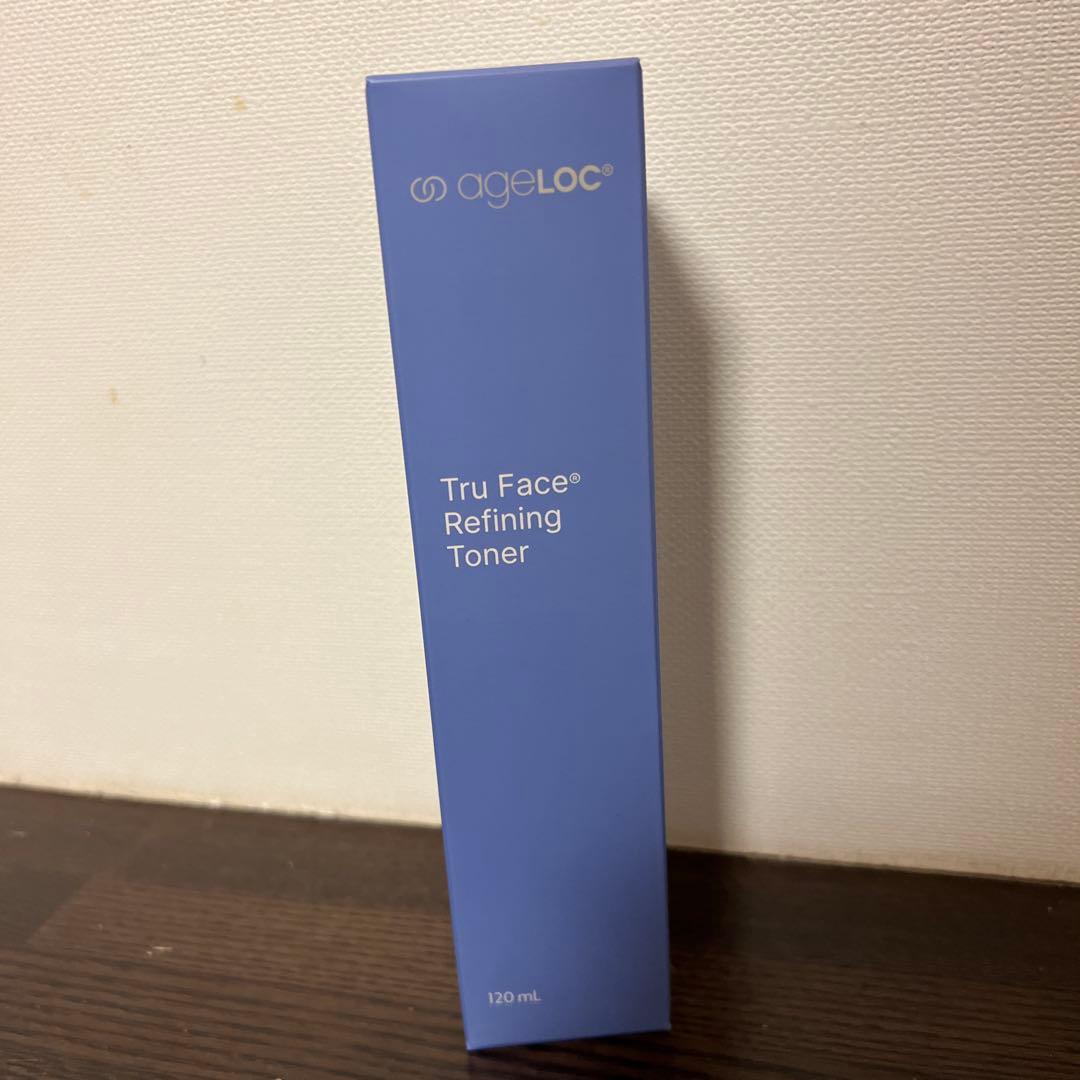 ageLOC®
Tru Face®
Refining
Toner
120 mL